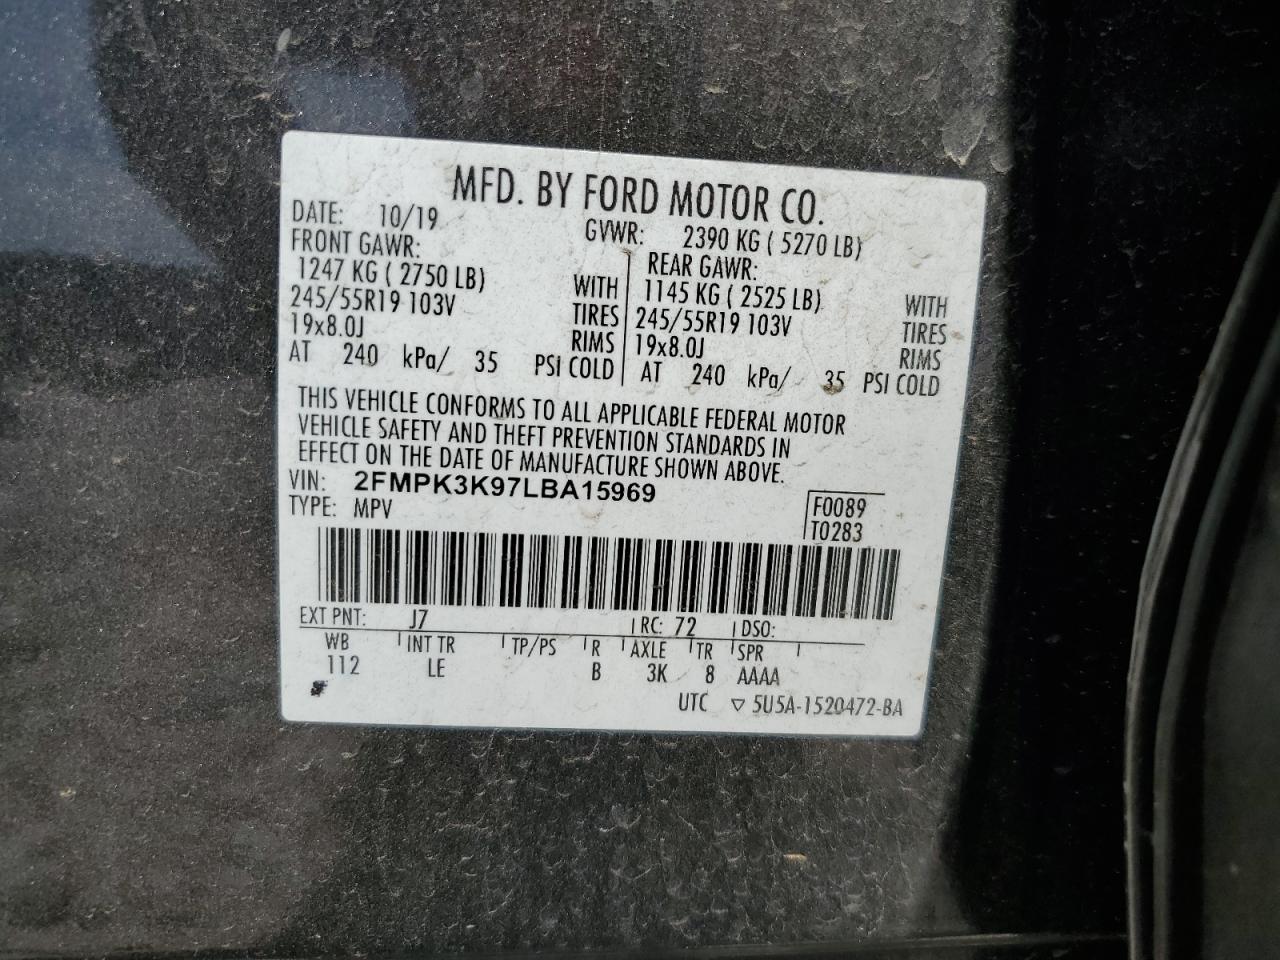 MFD. BY FORD MOTOR CO.
DATE: 10/19 GVWR: 2390 KG ( 5270 LB)
FRONT GAWR: REAR GAWR:
1247 KG ( 2750 LB) WITH 1145 KG ( 2525 LB) WITH
245/55R19 103V TIRES 245/55R19 103V TIRES
19x8.0J RIMS 19x8.0J RIMS
AT 240 kPa/ 35 PSI COLD AT 240 kPa/ 35 PSI COLD
THIS VEHICLE CONFORMS TO ALL APPLICABLE FEDERAL MOTOR
VEHICLE SAFETY AND THEFT PREVENTION STANDARDS IN
EFFECT ON THE DATE OF MANUFACTURE SHOWN ABOVE.
VIN: 2FMPK3K97LBA15969
TYPE: MPV F0089
T0283
EXT PNT: J7 RC: 72 DSO:
WB INT TR TP/PS R AXLE TR SPR
112 LE B 3K 8 AAAA
UTC ▽ 5U5A-1520472-BA